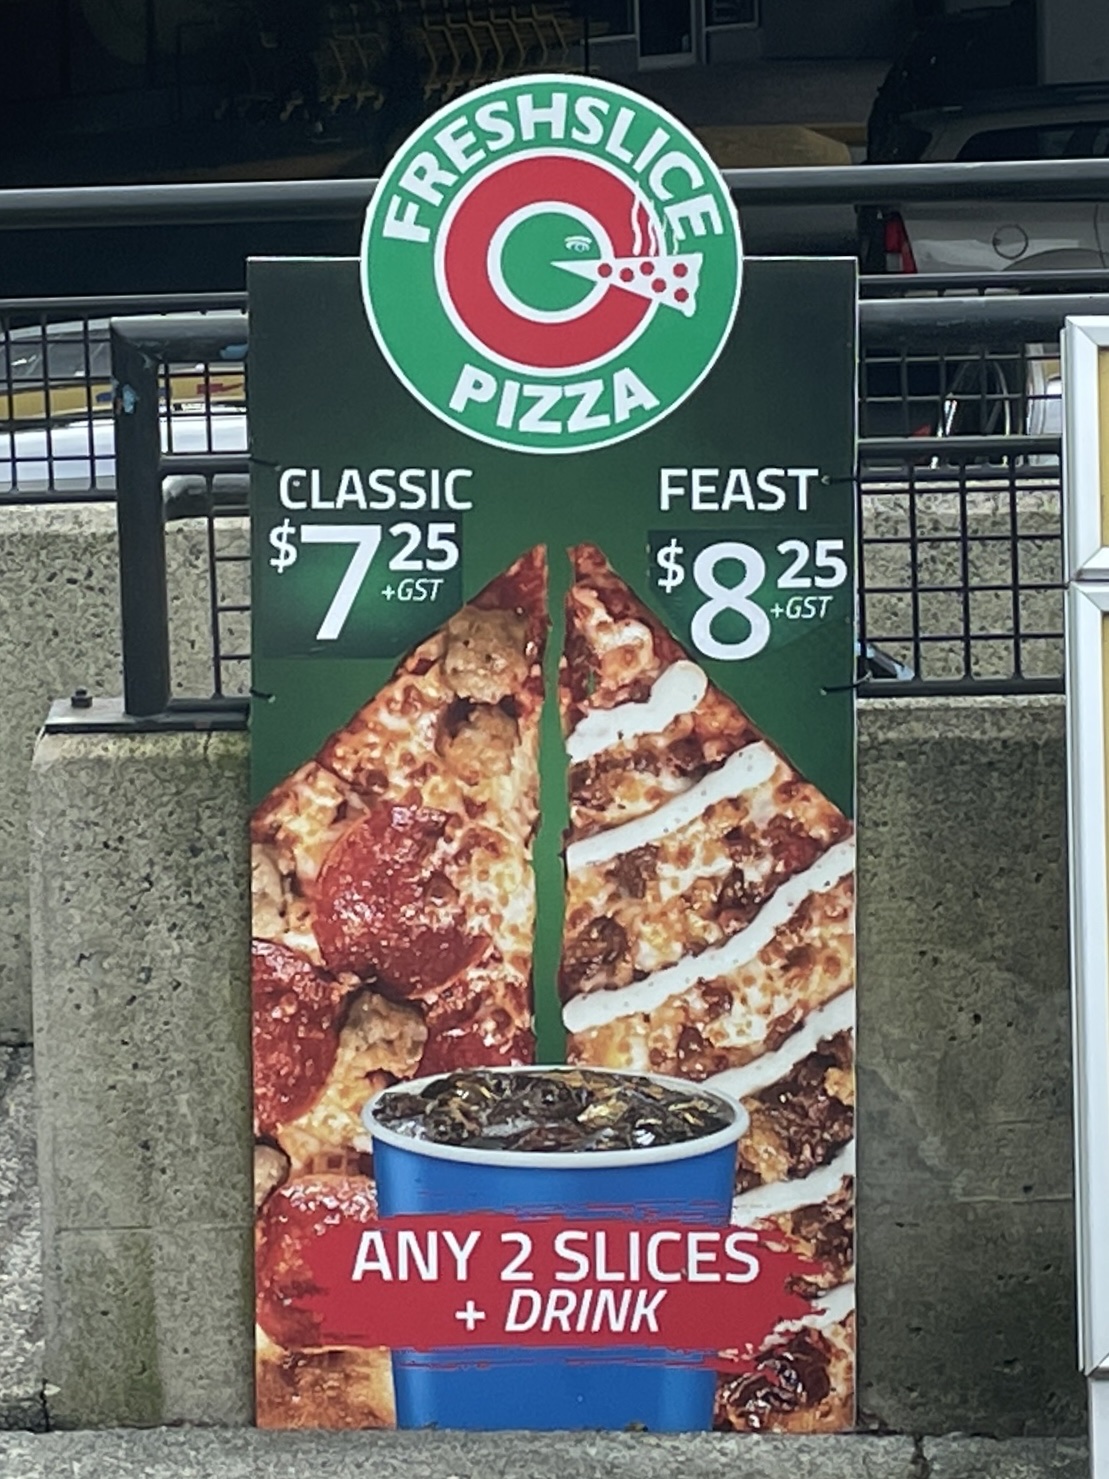 FRESHSLICE
PIZZA
CLASSIC
$7 25
+GST
FEAST
$8 25
+GST
ANY 2 SLICES
+ DRINK